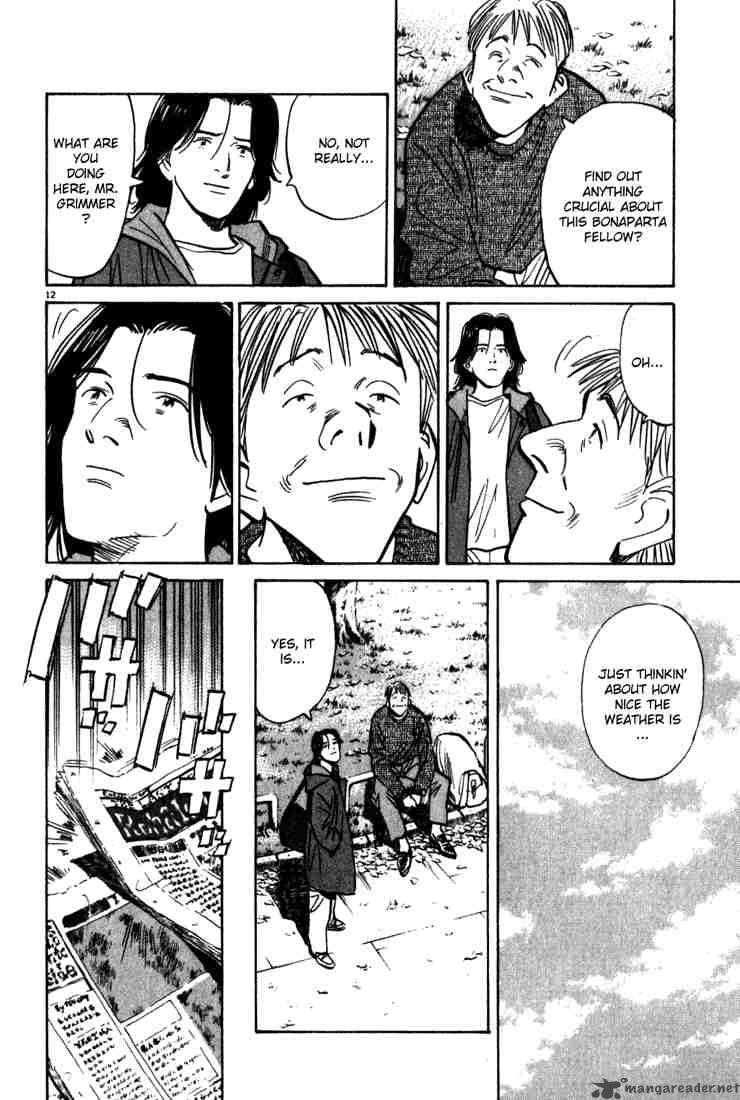 FIND OUT
ANYTHING
CRUCIAL ABOUT
THIS BONAPARTA
FELLOW?
NO, NOT
REALLY...
WHAT ARE
YOU
DOING
HERE, MR.
GRIMMER
?
12
OH...
JUST THINKIN'
ABOUT HOW
NICE THE
WEATHER IS
...
YES, IT
IS...
mangareader.net